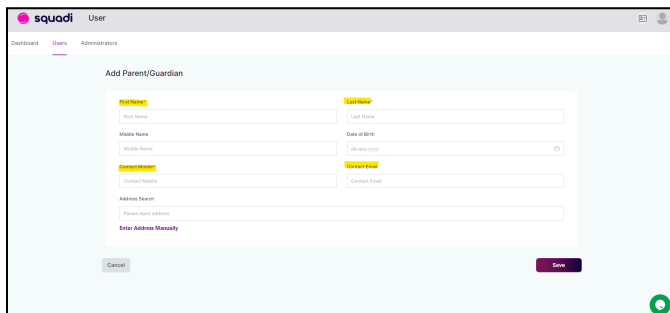 squadi User
Dashboard Users Administrators
Add Parent/Guardian
First Name* Last Name*
First Name Last Name
Middle Name Date of Birth
Middle Name dd-mm-yyyy
Contact Mobile* Contact Email
Contact Mobile Contact Email
Address Search
Please input address
Enter Address Manually
Cancel Save